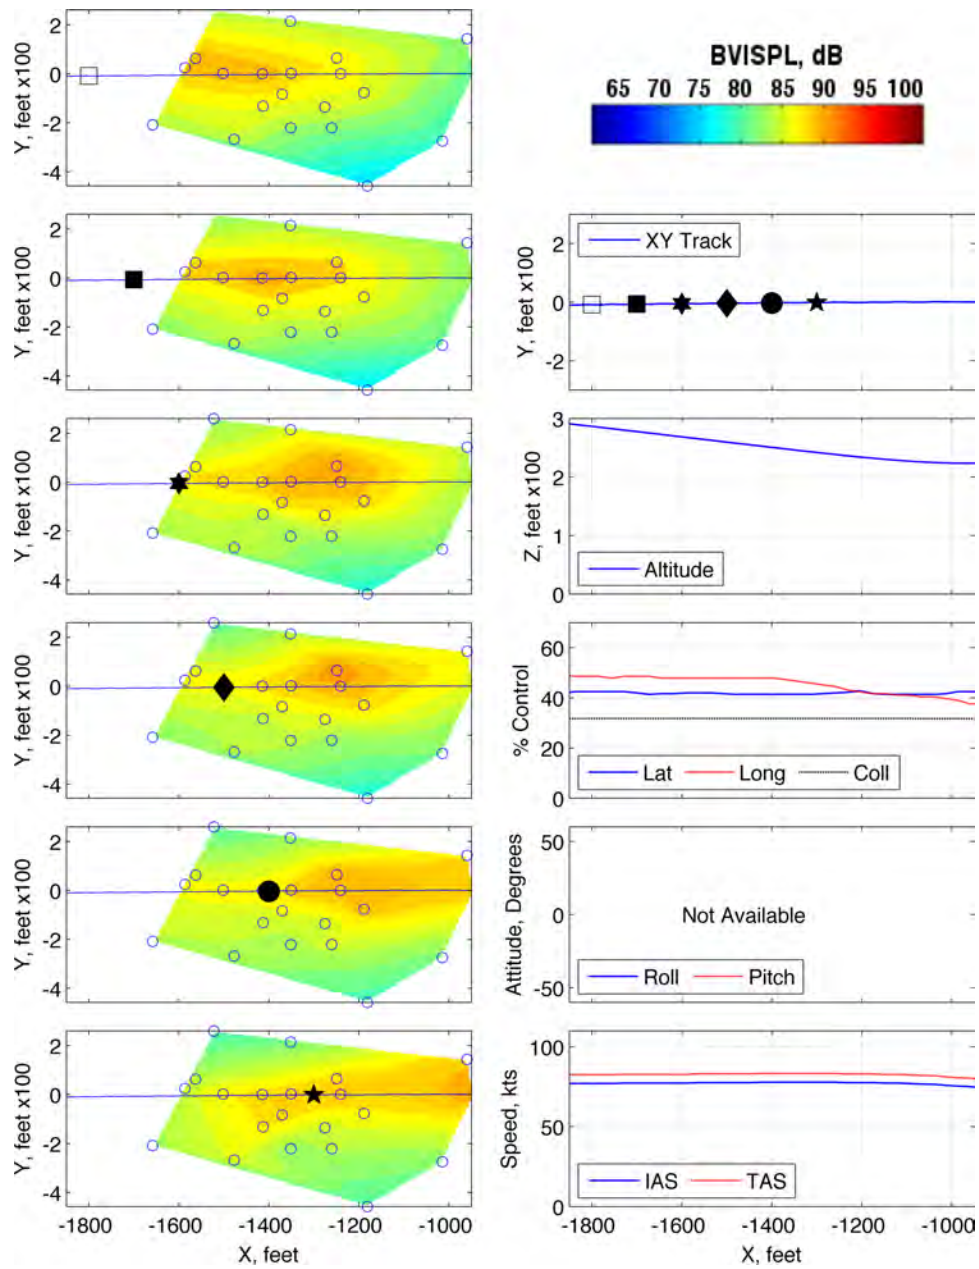 BVISPL, dB
65 70 75 80 85 90 95 100
Y, feet x100
2
0
-2
-4
Y, feet x100
2
0
-2
-4
XY Track
Y, feet x100
2
0
-2
Y, feet x100
2
0
-2
-4
Z, feet x100
3
2
1
0
Altitude
Y, feet x100
2
0
-2
-4
% Control
60
40
20
0
Lat Long Coll
Y, feet x100
2
0
-2
-4
Attitude, Degrees
50
0
-50
Not Available
Roll Pitch
Y, feet x100
2
0
-2
-4
-1800 -1600 -1400 -1200 -1000
X, feet
Speed, kts
100
50
0
IAS TAS
-1800 -1600 -1400 -1200 -1000
X, feet